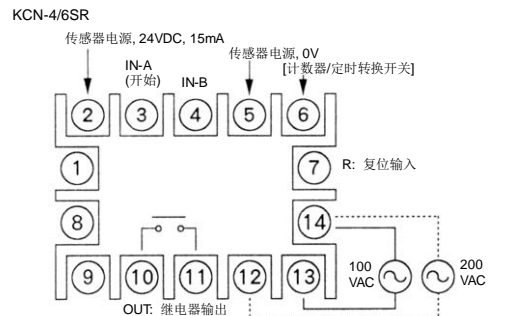 KCN-4/6SR
传感器电源, 24VDC, 15mA
传感器电源, 0V
IN-A
(开始)
IN-B
[计数器/定时转换开关]
2
3
4
5
6
1
7
R: 复位输入
8
14
9
10
11
12
13
100
VAC
200
VAC
OUT: 继电器输出